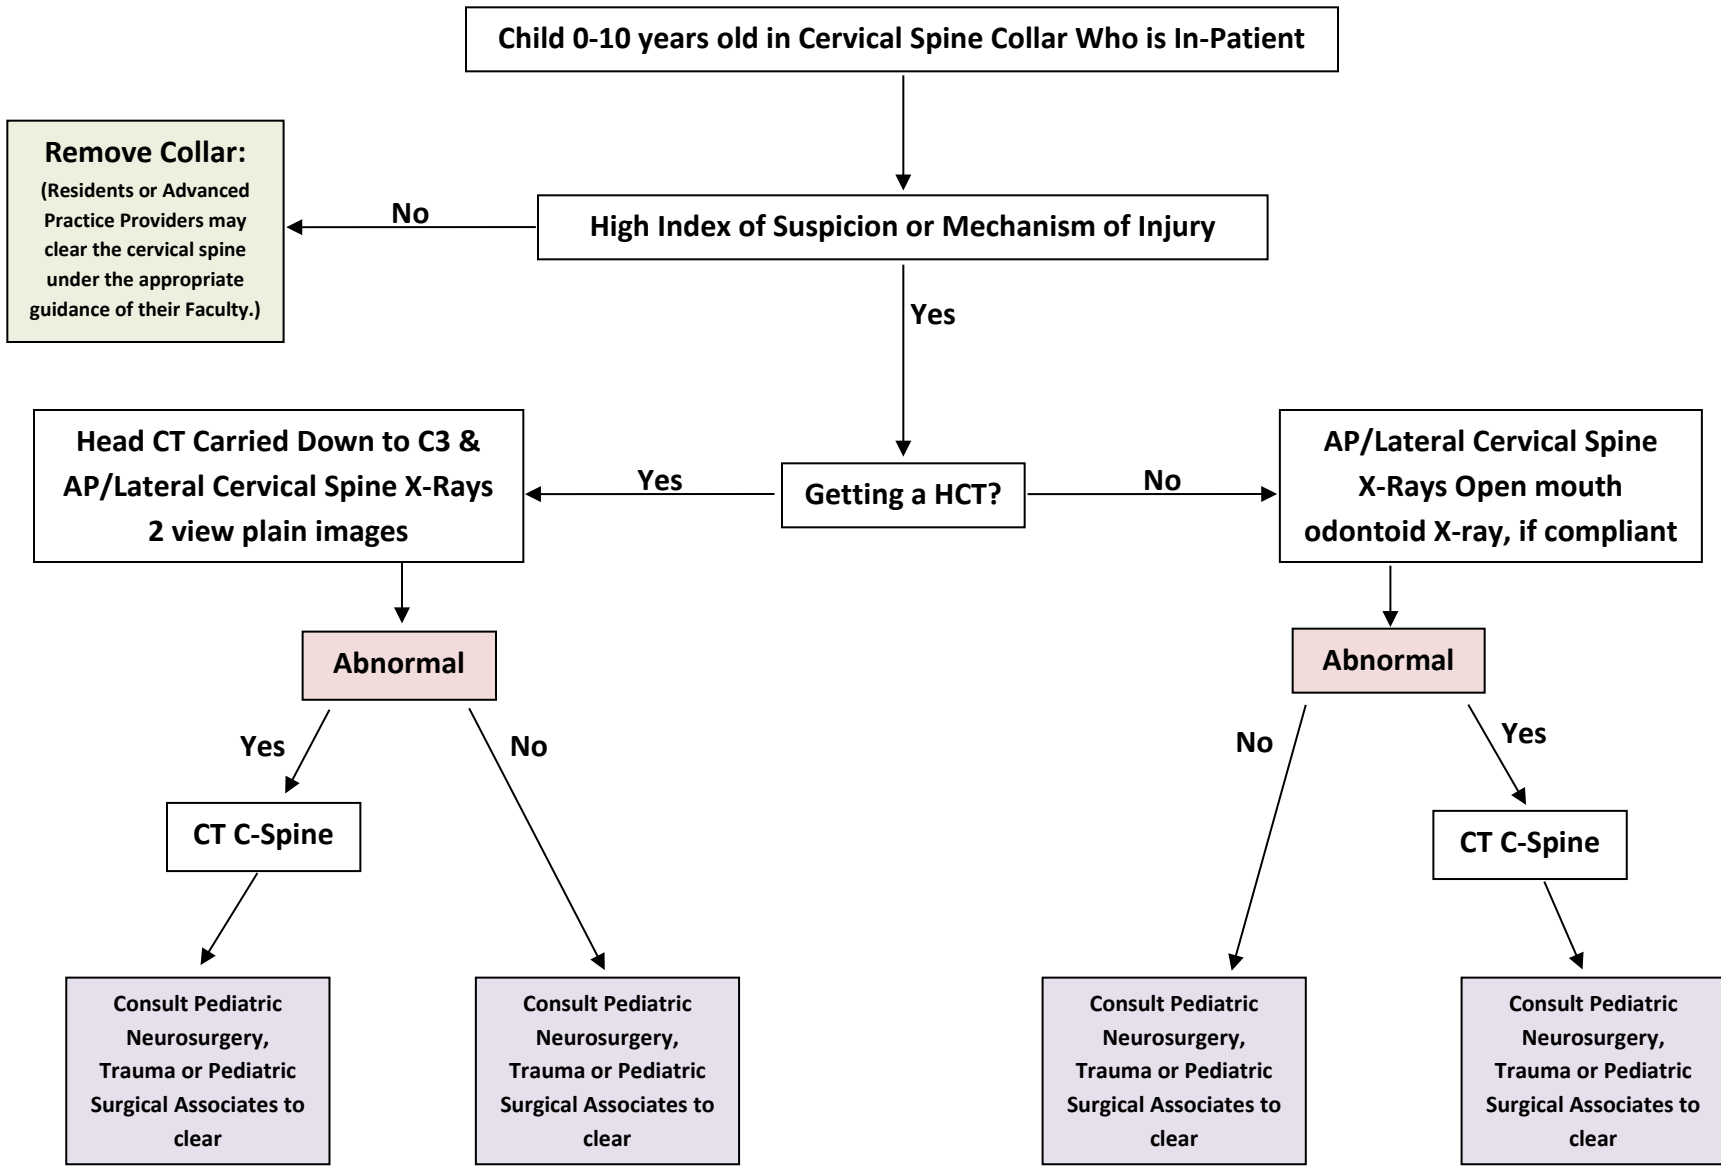 Child 0-10 years old in Cervical Spine Collar Who is In-Patient
Remove Collar:
(Residents or Advanced
Practice Providers may
clear the cervical spine
under the appropriate
guidance of their Faculty.)
No
High Index of Suspicion or Mechanism of Injury
Yes
Head CT Carried Down to C3 &
AP/Lateral Cervical Spine X-Rays
2 view plain images
Yes
Getting a HCT?
No
AP/Lateral Cervical Spine
X-Rays Open mouth
odontoid X-ray, if compliant
Abnormal
Abnormal
Yes
No
No
Yes
CT C-Spine
CT C-Spine
Consult Pediatric
Neurosurgery,
Trauma or Pediatric
Surgical Associates to
clear
Consult Pediatric
Neurosurgery,
Trauma or Pediatric
Surgical Associates to
clear
Consult Pediatric
Neurosurgery,
Trauma or Pediatric
Surgical Associates to
clear
Consult Pediatric
Neurosurgery,
Trauma or Pediatric
Surgical Associates to
clear